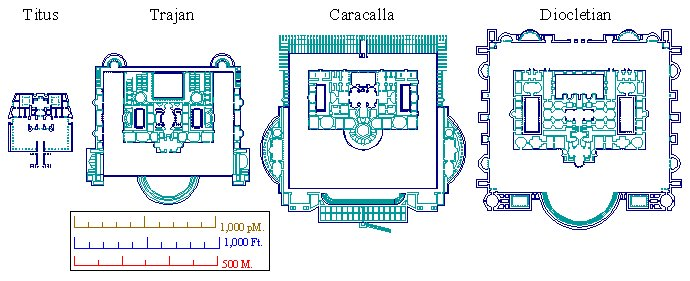 Titus Trajan Caracalla Diocletian
1,000 pM.
1,000 Ft.
500 M.